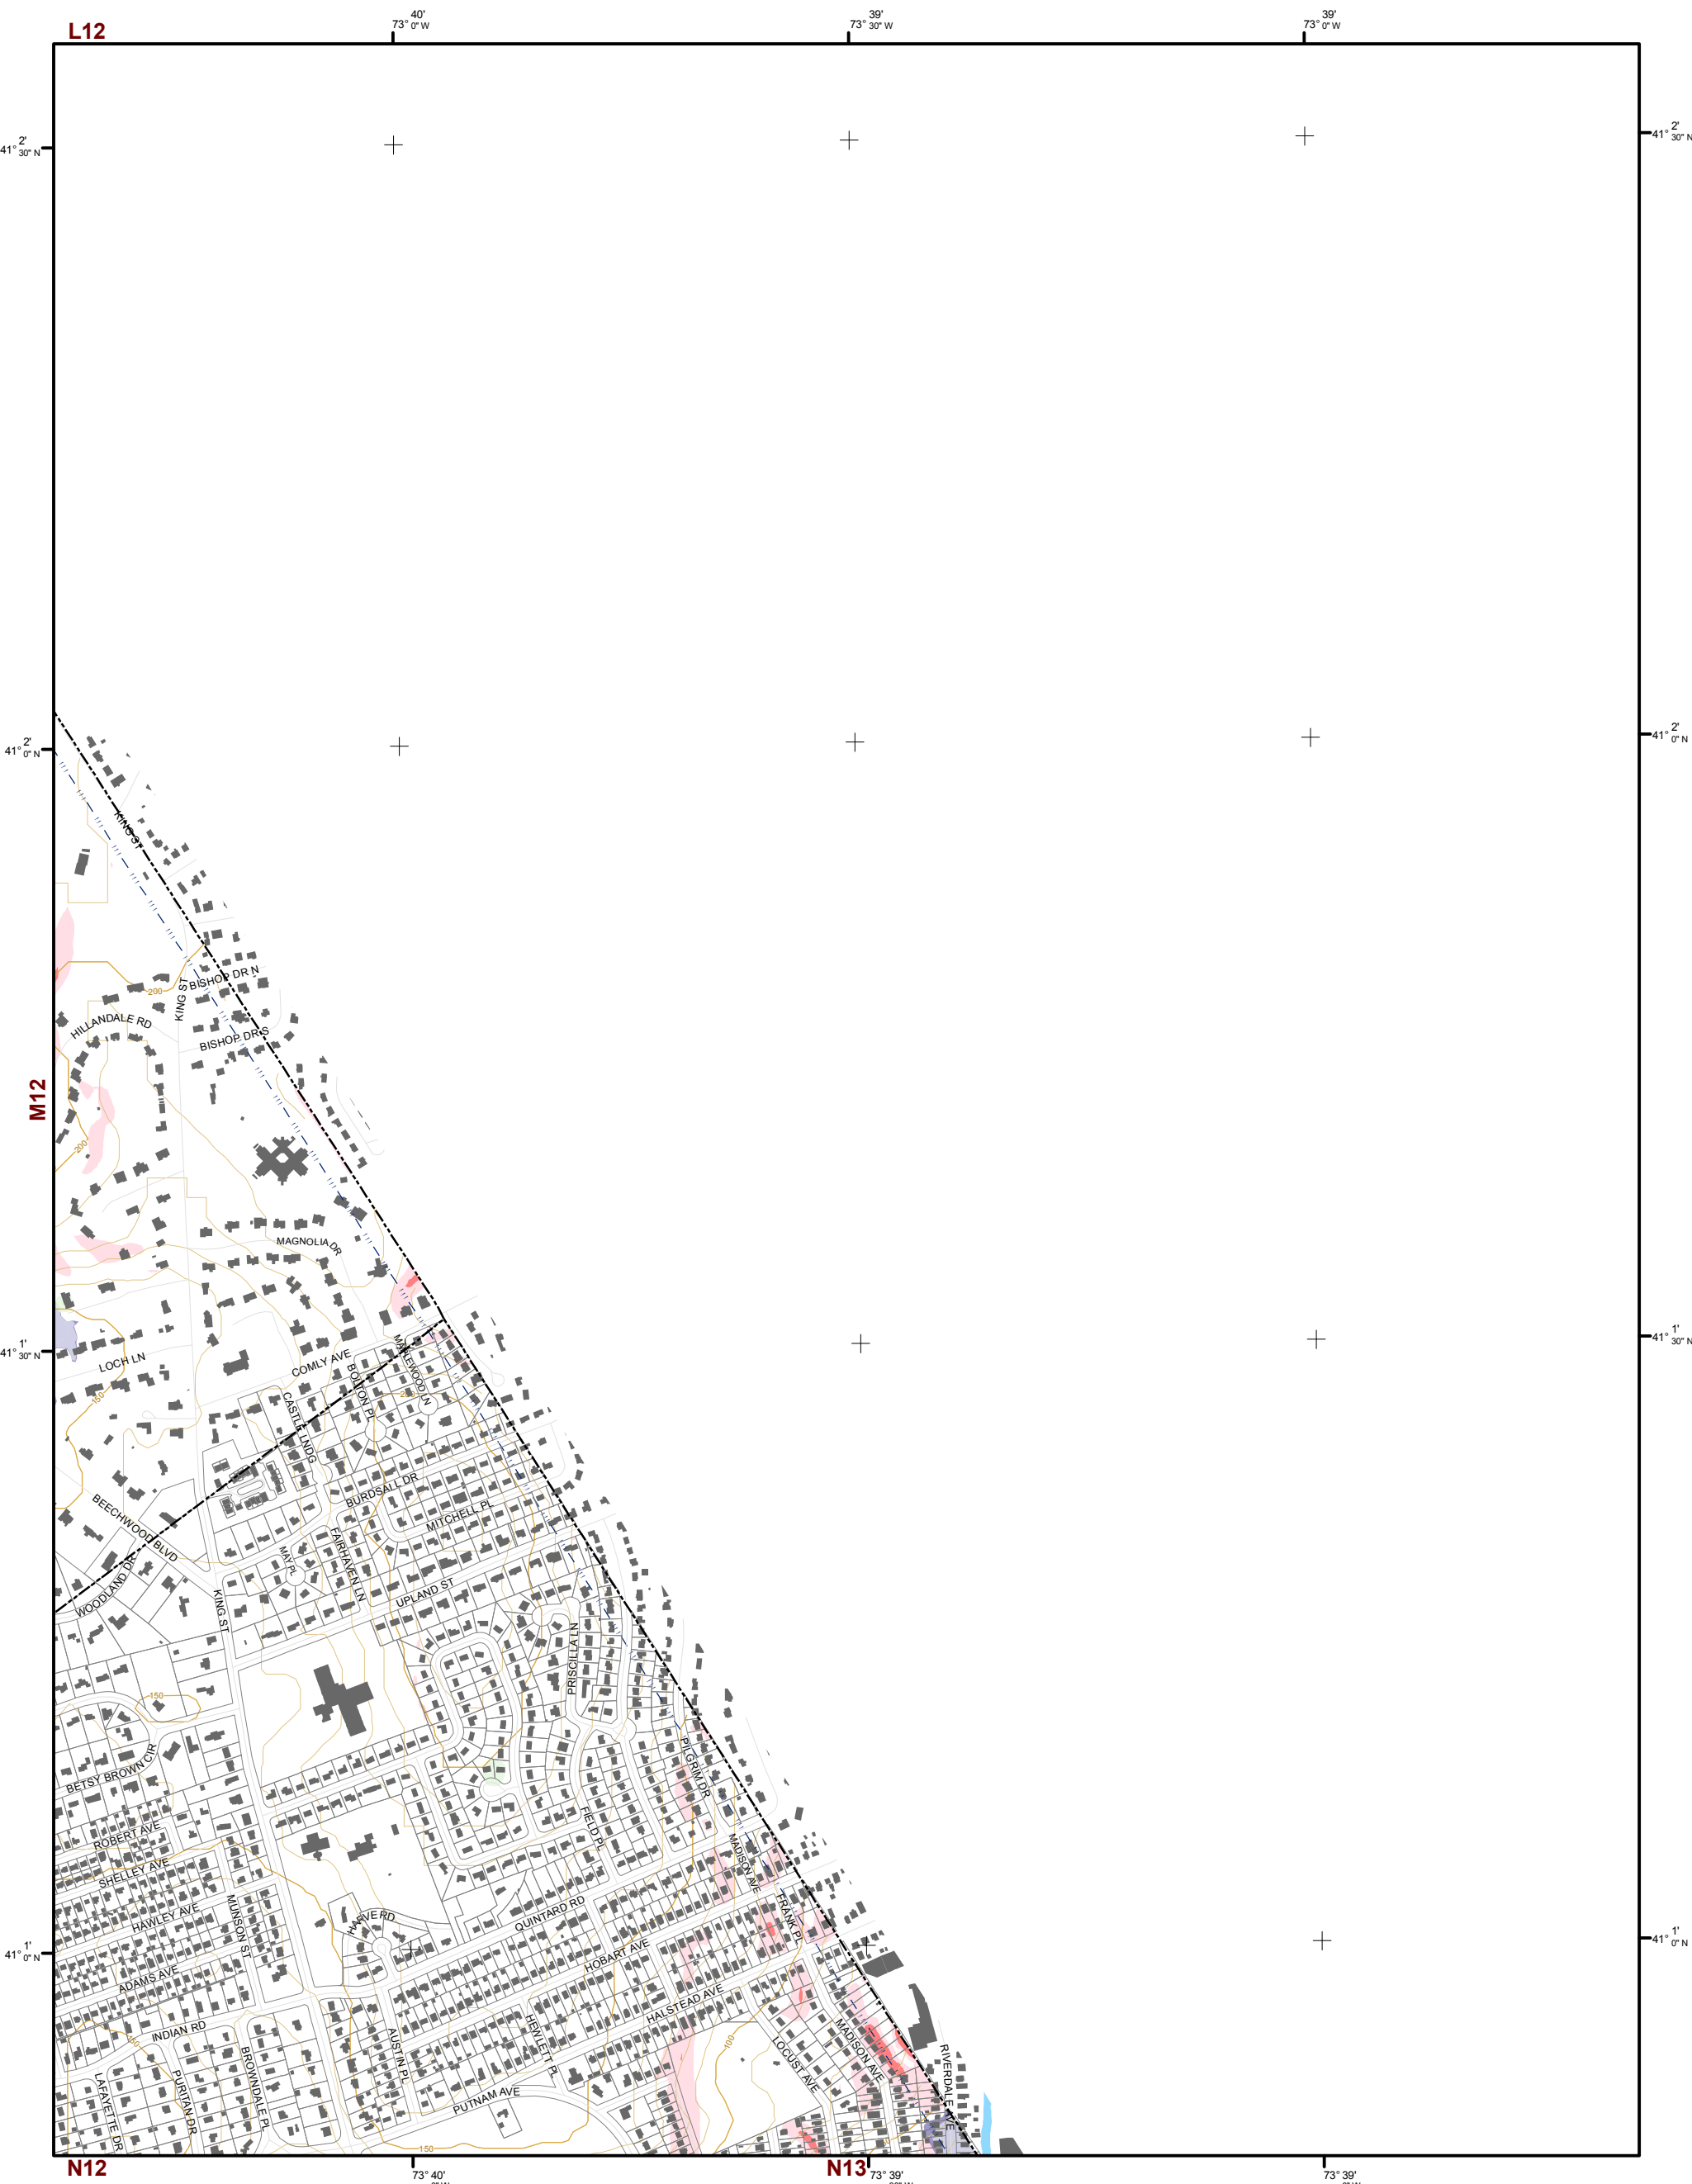 L12
40'
73° 0" W
39'
73° 30" W
39'
73° 0" W
2'
41° 30" N
2'
41° 30" N
2'
41° 0" N
2'
41° 0" N
KING ST
BISHOP DR N
200
KING ST
HILLANDALE RD
BISHOP DR S
M12
200
MAGNOLIA DR
1'
41° 30" N
1'
41° 30" N
MAPLEWOOD LN
COMLY AVE
LOCH LN
BOLTON PL
150
CASTLE LNDG
BURDSALL DR
BEECHWOOD BLVD
MITCHELL PL
FAIRHAVEN LN
MAY PL
WOODLAND DR
UPLAND ST
KING ST
PRISCILLA LN
150
PILGRIM DR
BETSY BROWN CIR
FIELD PL
ROBERT AVE
MADISON AVE
SHELLEY AVE
MUNSON ST
FRANK PL
HAWLEY AVE
HARVE RD
QUINTARD RD
1'
41° 0" N
1'
41° 0" N
HOBART AVE
ADAMS AVE
HALSTEAD AVE
INDIAN RD
150
AUSTIN PL
HEWLETT PL
100
LOCUST AVE
MADISON AVE
RIVERDALE AVE
LAFAYETTE DR
PURITAN DR
BROWNDALE PL
PUTNAM AVE
150
N12
N13
73° 40'
73° 39'
73° 39'